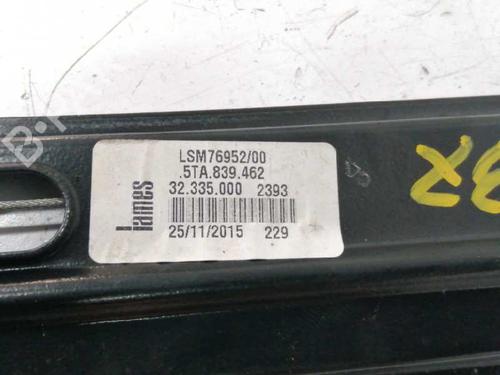 LSM76952/00
.5TA.839.462
32.335.000 2393
lames
25/11/2015 229